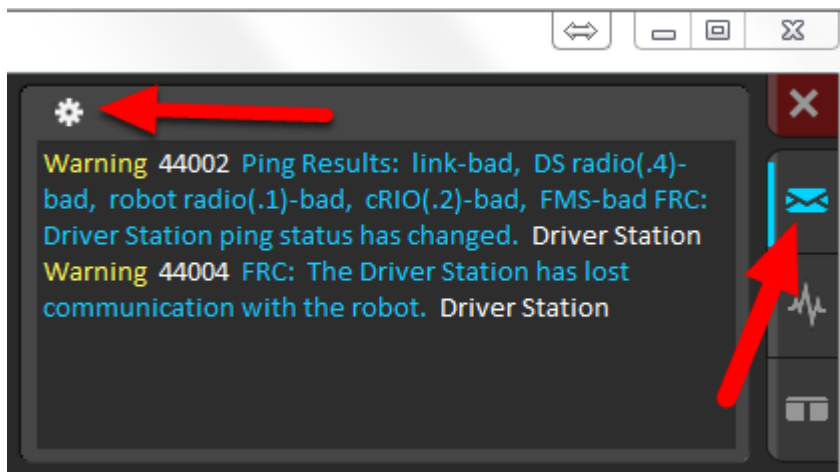 Warning 44002 Ping Results: link-bad, DS radio(.4)-
bad, robot radio(.1)-bad, cRIO(.2)-bad, FMS-bad FRC:
Driver Station ping status has changed. Driver Station
Warning 44004 FRC: The Driver Station has lost
communication with the robot. Driver Station